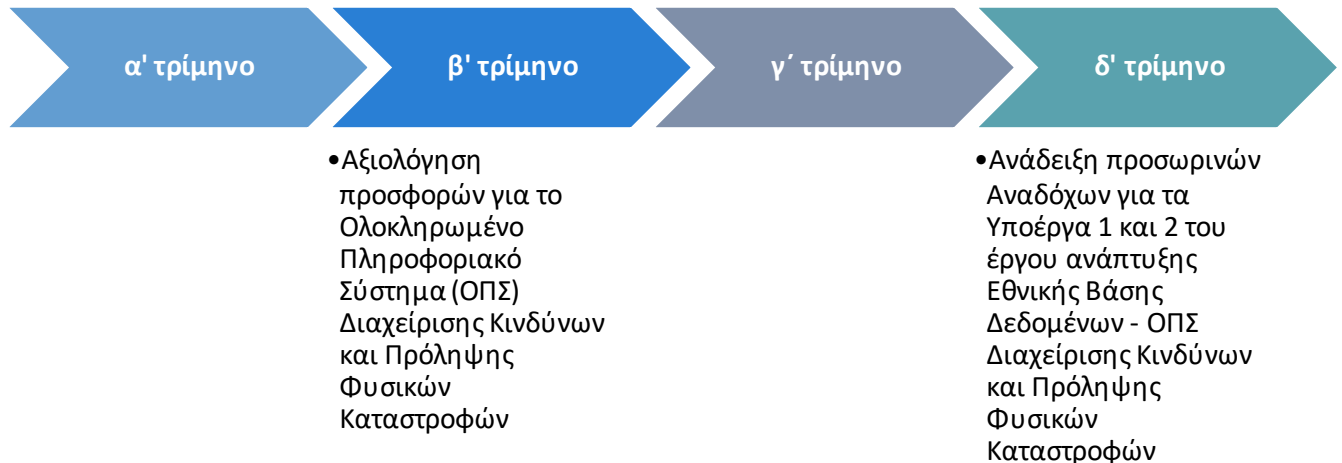 α' τρίμηνο
β' τρίμηνο
γ΄ τρίμηνο
δ' τρίμηνο
•Αξιολόγηση
προσφορών για το
Ολοκληρωμένο
Πληροφοριακό
Σύστημα (ΟΠΣ)
Διαχείρισης Κινδύνων
και Πρόληψης
Φυσικών
Καταστροφών
•Ανάδειξη προσωρινών
Αναδόχων για τα
Υποέργα 1 και 2 του
έργου ανάπτυξης
Εθνικής Βάσης
Δεδομένων - ΟΠΣ
Διαχείρισης Κινδύνων
και Πρόληψης
Φυσικών
Καταστροφών